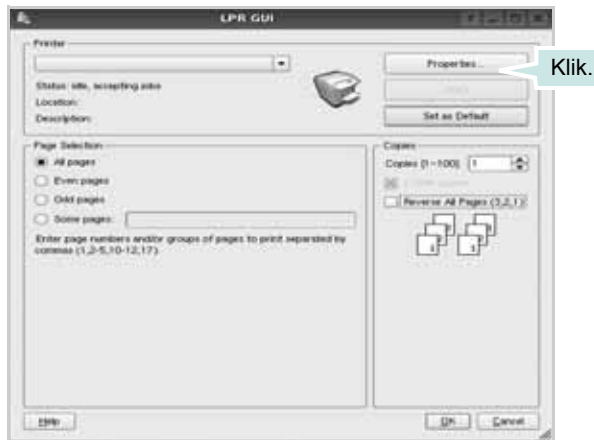 LPR GUI
Printer
Properties...
Klik.
Status: idle, accepting jobs
Location:
Description:
Set as Default
Page Selection
All pages
Even pages
Odd pages
Some pages:
Enter page numbers and/or groups of pages to print separated by
commas (1,2-5,10-12,17).
Copies
Copies [1~100]: 1
Reverse All Pages (3,2,1)
Help
OK
Cancel